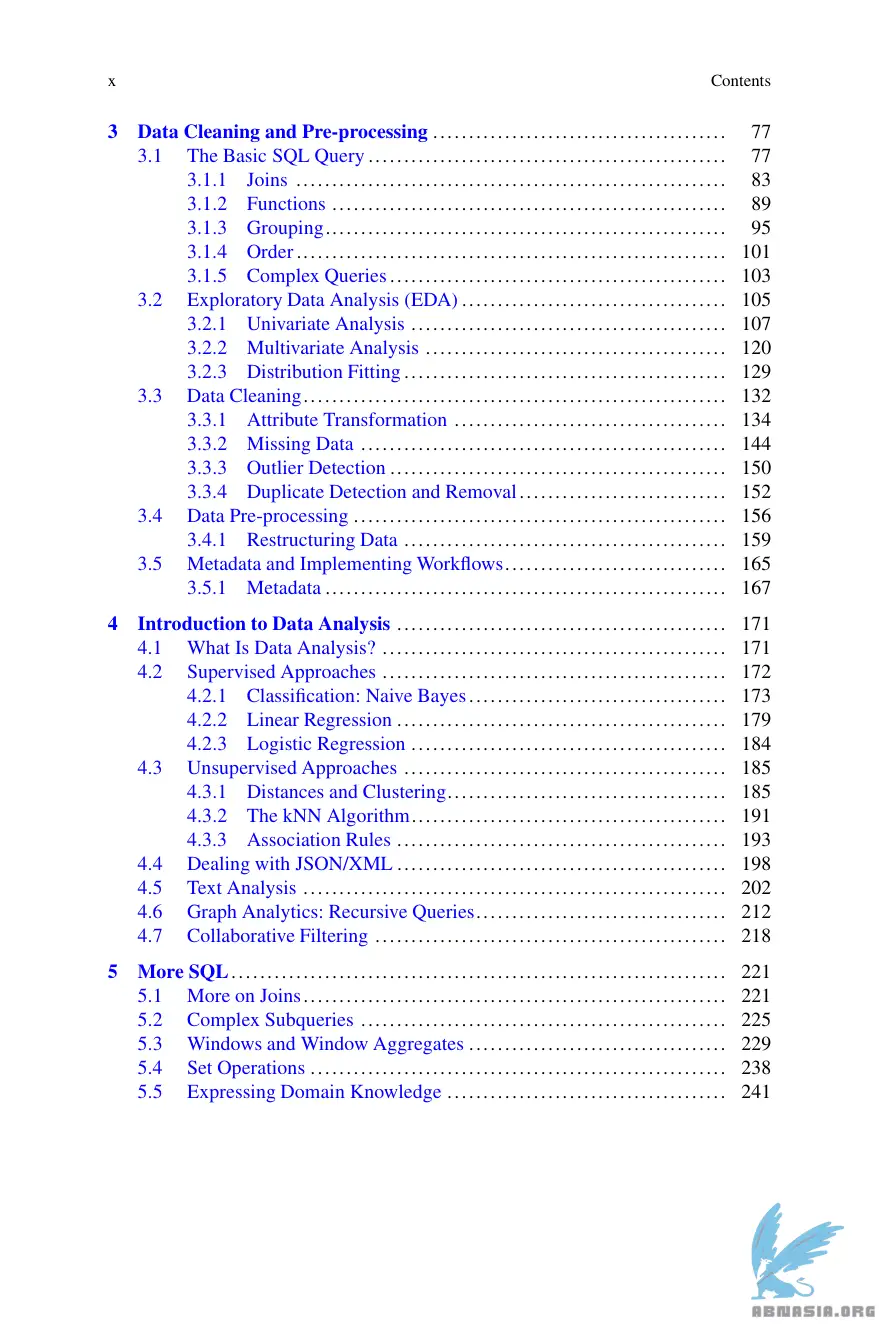 x Contents
3 Data Cleaning and Pre-processing ........................................ 77
3.1 The Basic SQL Query ................................................. 77
3.1.1 Joins ........................................................... 83
3.1.2 Functions ...................................................... 89
3.1.3 Grouping....................................................... 95
3.1.4 Order ........................................................... 101
3.1.5 Complex Queries .............................................. 103
3.2 Exploratory Data Analysis (EDA) .................................... 105
3.2.1 Univariate Analysis ........................................... 107
3.2.2 Multivariate Analysis ......................................... 120
3.2.3 Distribution Fitting ............................................ 129
3.3 Data Cleaning.......................................................... 132
3.3.1 Attribute Transformation ..................................... 134
3.3.2 Missing Data .................................................. 144
3.3.3 Outlier Detection .............................................. 150
3.3.4 Duplicate Detection and Removal............................ 152
3.4 Data Pre-processing ................................................... 156
3.4.1 Restructuring Data ............................................ 159
3.5 Metadata and Implementing Workflows.............................. 165
3.5.1 Metadata ....................................................... 167
4 Introduction to Data Analysis ............................................. 171
4.1 What Is Data Analysis? ............................................... 171
4.2 Supervised Approaches ............................................... 172
4.2.1 Classification: Naive Bayes................................... 173
4.2.2 Linear Regression ............................................. 179
4.2.3 Logistic Regression ........................................... 184
4.3 Unsupervised Approaches ............................................ 185
4.3.1 Distances and Clustering...................................... 185
4.3.2 The kNN Algorithm........................................... 191
4.3.3 Association Rules ............................................. 193
4.4 Dealing with JSON/XML ............................................. 198
4.5 Text Analysis .......................................................... 202
4.6 Graph Analytics: Recursive Queries.................................. 212
4.7 Collaborative Filtering ................................................ 218
5 More SQL.................................................................... 221
5.1 More on Joins.......................................................... 221
5.2 Complex Subqueries .................................................. 225
5.3 Windows and Window Aggregates ................................... 229
5.4 Set Operations ......................................................... 238
5.5 Expressing Domain Knowledge ...................................... 241
ABNASIA.ORG